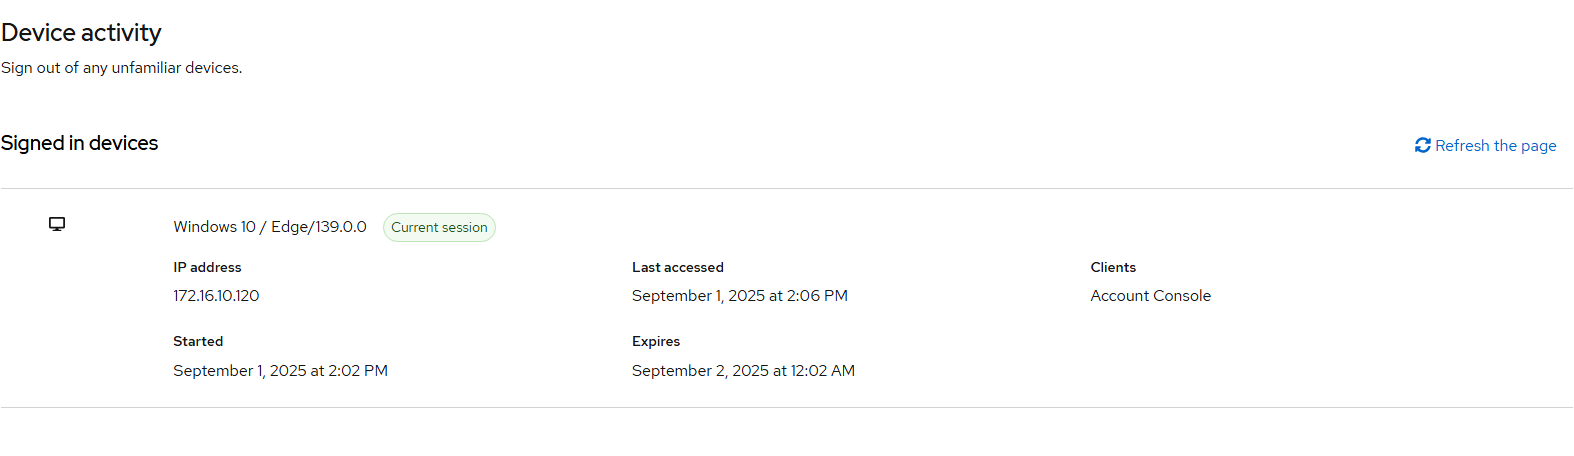 Device activity
Sign out of any unfamiliar devices.
Signed in devices
Refresh the page
Windows 10 / Edge/139.0.0 Current session
IP address Last accessed Clients
172.16.10.120 September 1, 2025 at 2:06 PM Account Console
Started Expires
September 1, 2025 at 2:02 PM September 2, 2025 at 12:02 AM